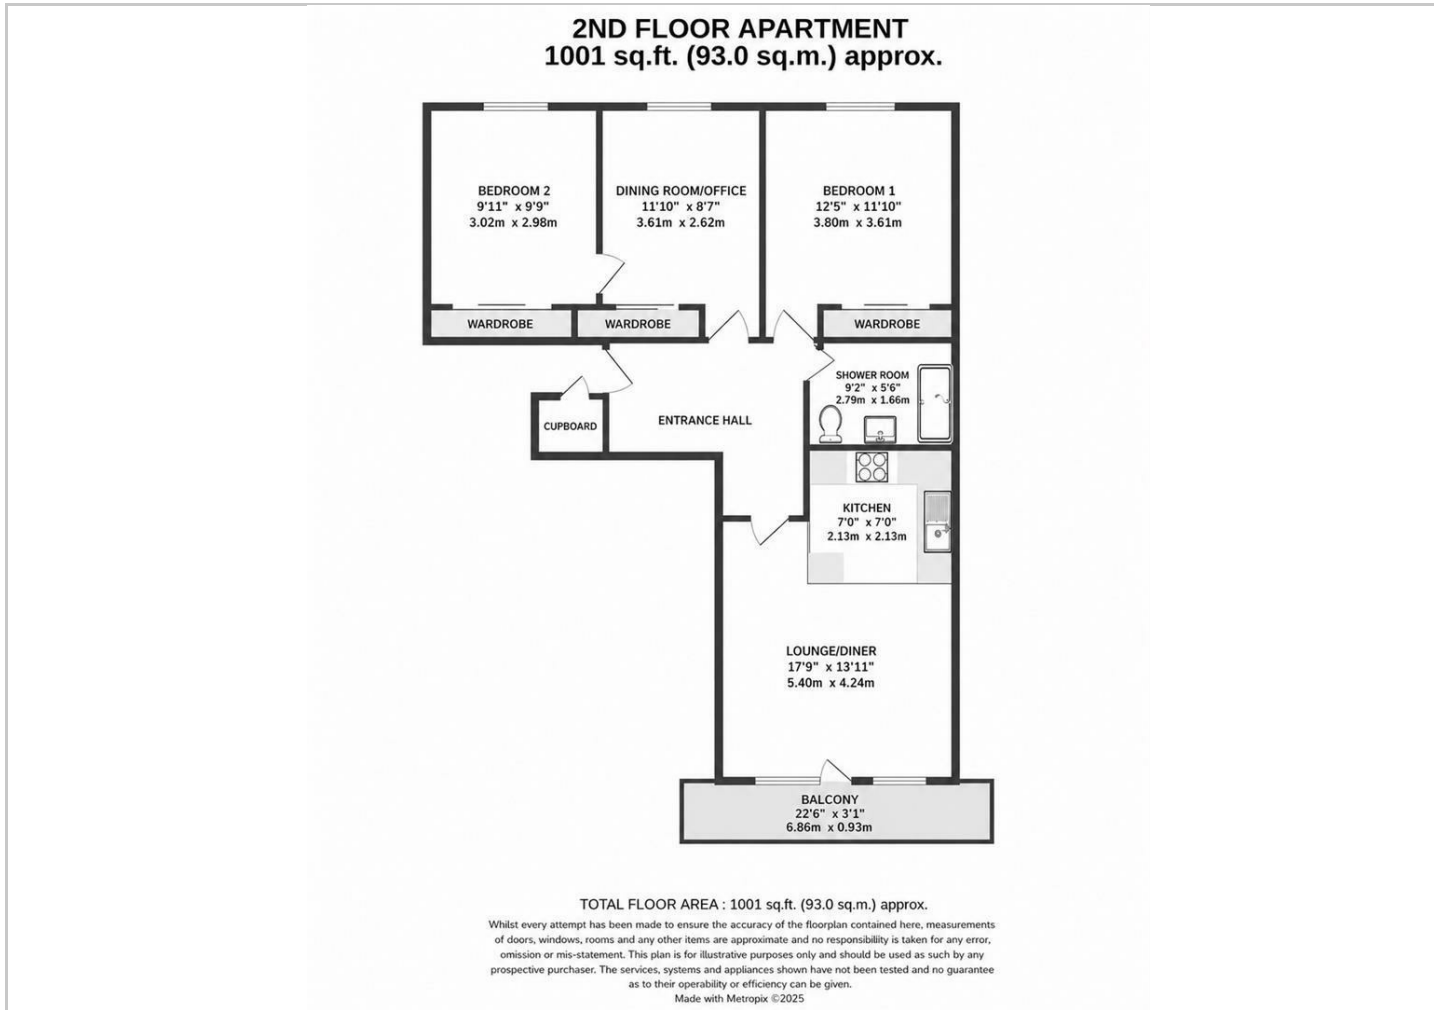 2ND FLOOR APARTMENT
1001 sq.ft. (93.0 sq.m.) approx.
BEDROOM 2
9'11" x 9'9"
3.02m x 2.98m
DINING ROOM/OFFICE
11'10" x 8'7"
3.61m x 2.62m
BEDROOM 1
12'5" x 11'10"
3.80m x 3.61m
WARDROBE
WARDROBE
WARDROBE
SHOWER ROOM
9'2" x 5'6"
2.79m x 1.66m
CUPBOARD
ENTRANCE HALL
KITCHEN
7'0" x 7'0"
2.13m x 2.13m
LOUNGE/DINER
17'9" x 13'11"
5.40m x 4.24m
BALCONY
22'6" x 3'1"
6.86m x 0.93m
TOTAL FLOOR AREA : 1001 sq.ft. (93.0 sq.m.) approx.
Whilst every attempt has been made to ensure the accuracy of the floorplan contained here, measurements
of doors, windows, rooms and any other items are approximate and no responsibility is taken for any error,
omission or mis-statement. This plan is for illustrative purposes only and should be used as such by any
prospective purchaser. The services, systems and appliances shown have not been tested and no guarantee
as to their operability or efficiency can be given.
Made with Metropix ©2025